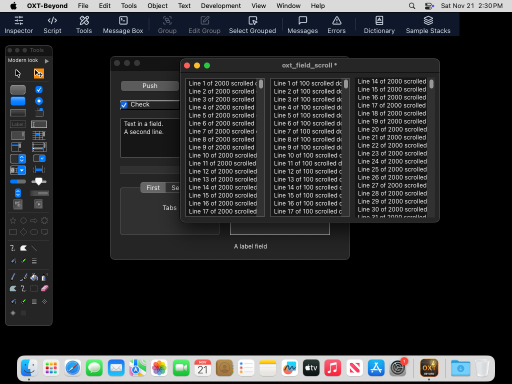 OXT-Beyond File Edit Tools Object Text Development View Window Help Sat Nov 21 2:30 PM
Inspector Script Tools Message Box Group Edit Group Select Grouped Messages Errors Dictionary Sample Stacks
Tools
Modern look
oxt_field_scroll *
Push
Check
Text in a field.
A second line.
First
Tabs
A label field
Line 1 of 2000 scrolled
Line 2 of 2000 scrolled
Line 3 of 2000 scrolled
Line 4 of 2000 scrolled
Line 5 of 2000 scrolled
Line 6 of 2000 scrolled
Line 7 of 2000 scrolled
Line 8 of 2000 scrolled
Line 9 of 2000 scrolled
Line 10 of 2000 scrolled
Line 11 of 2000 scrolled
Line 12 of 2000 scrolled
Line 13 of 2000 scrolled
Line 14 of 2000 scrolled
Line 15 of 2000 scrolled
Line 16 of 2000 scrolled
Line 17 of 2000 scrolled
Line 1 of 100 scrolled
Line 2 of 100 scrolled
Line 3 of 100 scrolled
Line 4 of 100 scrolled
Line 5 of 100 scrolled
Line 6 of 100 scrolled
Line 7 of 100 scrolled
Line 8 of 100 scrolled
Line 9 of 100 scrolled
Line 10 of 100 scrolled
Line 11 of 100 scrolled
Line 12 of 100 scrolled
Line 13 of 100 scrolled
Line 14 of 100 scrolled
Line 15 of 100 scrolled
Line 16 of 100 scrolled
Line 17 of 100 scrolled
Line 14 of 2000 scrolled
Line 15 of 2000 scrolled
Line 16 of 2000 scrolled
Line 17 of 2000 scrolled
Line 18 of 2000 scrolled
Line 19 of 2000 scrolled
Line 20 of 2000 scrolled
Line 21 of 2000 scrolled
Line 22 of 2000 scrolled
Line 23 of 2000 scrolled
Line 24 of 2000 scrolled
Line 25 of 2000 scrolled
Line 26 of 2000 scrolled
Line 27 of 2000 scrolled
Line 28 of 2000 scrolled
Line 29 of 2000 scrolled
Line 30 of 2000 scrolled
Line 31 of 2000 scrolled
21
tv
OXT